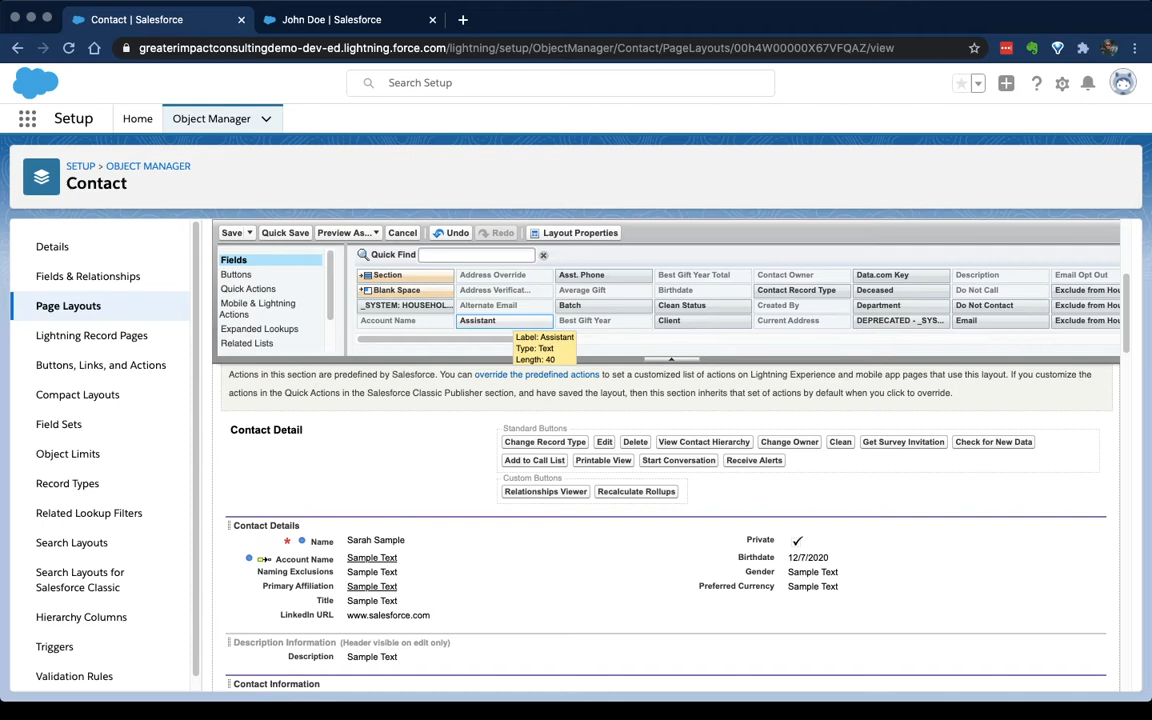 Contact | Salesforce
John Doe | Salesforce
greaterimpactconsultingdemo-dev-ed.lightning.force.com/lightning/setup/ObjectManager/Contact/PageLayouts/00h4W00000X67VFQAZ/view
Search Setup
Setup
Home
Object Manager
SETUP > OBJECT MANAGER
Contact
Details
Fields & Relationships
Page Layouts
Lightning Record Pages
Buttons, Links, and Actions
Compact Layouts
Field Sets
Object Limits
Record Types
Related Lookup Filters
Search Layouts
Search Layouts for
Salesforce Classic
Hierarchy Columns
Triggers
Validation Rules
Save
Quick Save
Preview As...
Cancel
Undo
Redo
Layout Properties
Fields
Buttons
Quick Actions
Mobile & Lightning
Actions
Expanded Lookups
Related Lists
Quick Find
Section Address Override Asst. Phone Best Gift Year Total Contact Owner Data.com Key Description Email Opt Out
Blank Space Address Verificat... Average Gift Birthdate Contact Record Type Deceased Do Not Call Exclude from Hou
_SYSTEM: HOUSEHOL... Alternate Email Batch Clean Status Created By Department Do Not Contact Exclude from Hou
Account Name Assistant Best Gift Year Client Current Address DEPRECATED - _SYS... Email Exclude from Hou
Label: Assistant
Type: Text
Length: 40
Actions in this section are predefined by Salesforce. You can override the predefined actions to set a customized list of actions on Lightning Experience and mobile app pages that use this layout. If you customize the
actions in the Quick Actions in the Salesforce Classic Publisher section, and have saved the layout, then this section inherits that set of actions by default when you click to override.
Contact Detail
Standard Buttons
Change Record Type Edit Delete View Contact Hierarchy Change Owner Clean Get Survey Invitation Check for New Data
Add to Call List Printable View Start Conversation Receive Alerts
Custom Buttons
Relationships Viewer Recalculate Rollups
Contact Details
* Name Sarah Sample
Account Name Sample Text
Naming Exclusions Sample Text
Primary Affiliation Sample Text
Title Sample Text
LinkedIn URL www.salesforce.com
Private ✓
Birthdate 12/7/2020
Gender Sample Text
Preferred Currency Sample Text
Description Information (Header visible on edit only)
Description Sample Text
Contact Information